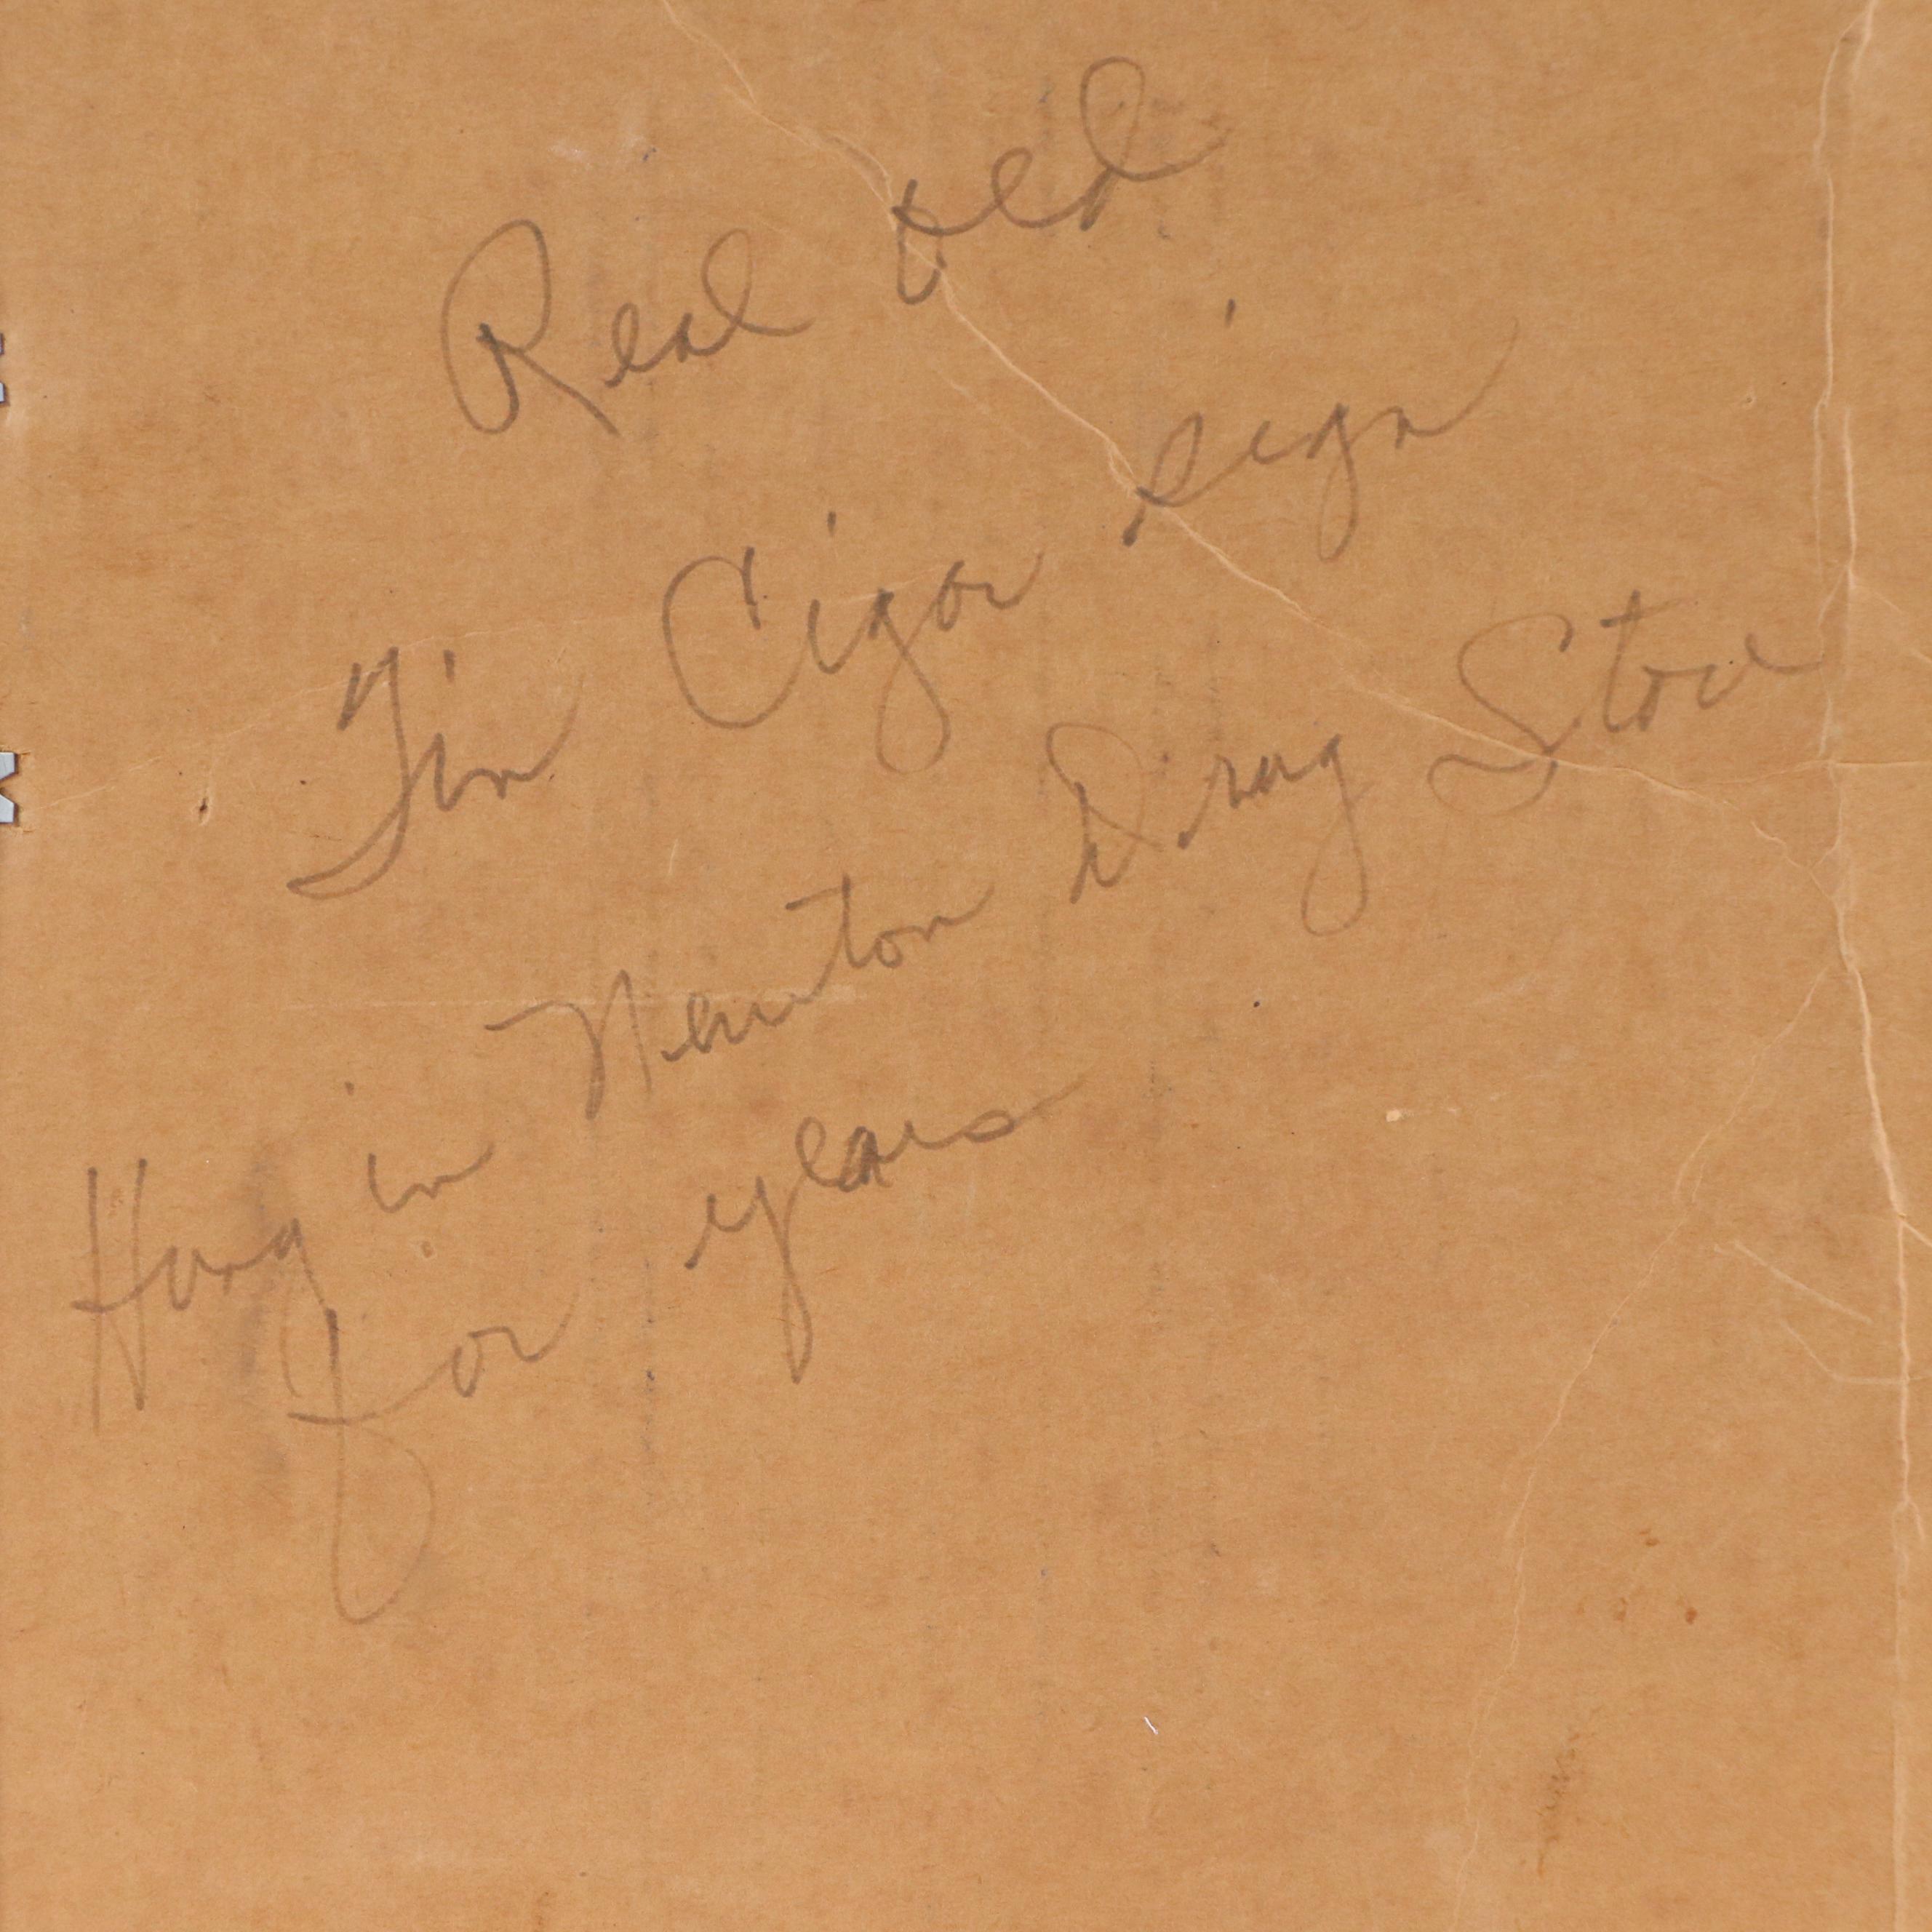 Real old
Tin Cigar sign
Hung in Newton Drug Store
for years